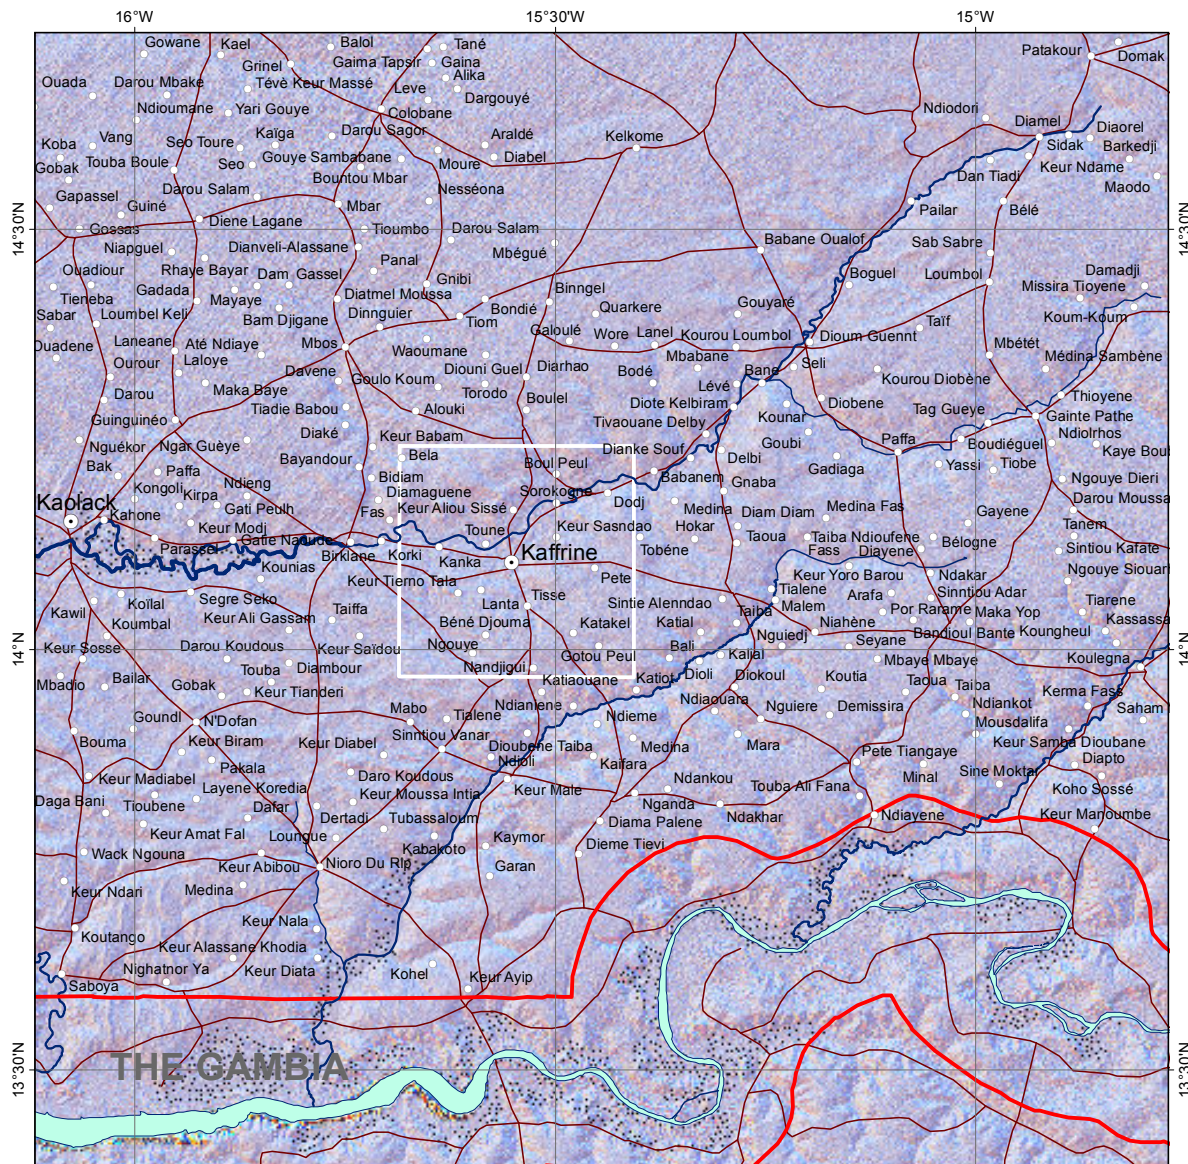 16°W
15°30'W
15°W
Gowane
Kael
Balol
Tané
Patakour
Domak
Grinel
Gaima Tapsir
Gaina
Ouada
Darou Mbake
Tévè Keur Massé
Alika
Leve
Dargouyé
Ndioumane
Yari Gouye
Colobane
Ndiodori
Vang
Kaïga
Darou Sagor
Araldé
Kelkome
Diamel
Diaorel
Koba
Seo Toure
Sidak
Barkedji
Gobak
Touba Boule
Seo
Gouye Sambabane
Moure
Diabel
Keur Ndame
Bountou Mbar
Dan Tiadi
Maodo
Gapassel
Guiné
Darou Salam
Mbar
Nesséona
Pailar
Bélé
14°30'N
Gossas
Diene Lagane
Tioumbo
Darou Salam
14°30'N
Niapguel
Dianveli-Alassane
Mbégué
Babane Oualof
Sab Sabre
Ouadiour
Rhaye Bayar
Dam Gassel
Panal
Boguel
Loumbol
Damadji
Tieneba
Gadada
Mayaye
Diatmel Moussa
Gnibi
Binngel
Missira Tioyene
Sabar
Loumbel Keli
Bam Djigane
Dinnguier
Bondié
Quarkere
Gouyaré
Koum-Koum
Tiom
Ouadene
Laneane
Até Ndiaye
Mbos
Galoulé
Wore
Lanel
Kourou Loumbol
Dioum Guennt
Taïf
Mbétét
Ourour
Laloye
Waoumane
Mbabane
Médina Sambène
Davene
Diouni Guel
Diarhao
Bodé
Bane
Seli
Darou
Maka Baye
Goulo Koum
Torodo
Lévé
Kourou Diobène
Thioyene
Guinguinéo
Tiadie Babou
Alouki
Boulel
Diote Kelbiram
Kounar
Diobene
Tag Gueye
Gainte Pathe
Diaké
Tivaouane Delby
Nguékor
Ngar Guèye
Keur Babam
Dianke Souf
Goubi
Paffa
Boudiéguel
Ndiolrhos
Bak
Paffa
Bayandour
Bela
Boul Peul
Delbi
Gadiaga
Yassi
Tiobe
Kaye Bou
Kongoli
Kirpa
Ndieng
Bidiam
Babanem
Gnaba
Ngouye Dieri
Kaolack
Diamaguene
Sorokogne
Dodj
Darou Moussa
Kahone
Gati Peulh
Fas
Keur Aliou Sissé
Medina
Diam Diam
Medina Fas
Gayene
Keur Modj
Toune
Keur Sasndao
Hokar
Tanem
Parassel
Gatie Naoude
Birklane
Korki
Kaffrine
Tobéne
Taoua
Taiba Ndioufene
Bélogne
Sintiou Kafate
Kounias
Kanka
Fass
Diayene
Keur Tierno Tala
Pete
Keur Yoro Barou
Ndakar
Ngouye Siouar
Kawil
Koïlal
Segre Seko
Taiffa
Lanta
Tisse
Sintie Alenndao
Tialene
Arafa
Sinntiou Adar
Tiarene
Koumbal
Keur Ali Gassam
Béné Djouma
Katakel
Katial
Taiba
Malem
Por Rarame
Maka Yop
Kassassa
Keur Sosse
Darou Koudous
Keur Saïdou
Ngouye
Nguiedj
Niahène
Bandioul Bante
Koungheul
14°N
Bali
Seyane
14°N
Gotou Peul
Kalial
Koulegna
Touba
Diambour
Nandjigui
Dioli
Mbaye Mbaye
Mbadio
Bailar
Katiaouane
Katiot
Diokoul
Koutia
Taoua
Taiba
Kerma Fass
Gobak
Keur Tianderi
Ndianlene
Ndiaouara
Nguiere
Demissira
Ndiankot
Saham
Goundl
N'Dofan
Mabo
Tialene
Ndieme
Mousdalifa
Bouma
Keur Biram
Keur Diabel
Sinntiou Vanar
Dioubene Taiba
Medina
Mara
Pete Tiangaye
Keur Samba Dioubane
Pakala
Ndioli
Kaifara
Diapto
Keur Madiabel
Daro Koudous
Keur Male
Ndankou
Touba Ali Fana
Minal
Sine Moktar
Daga Bani
Tioubene
Layene Koredia
Keur Moussa Intia
Nganda
Koho Sossé
Dafar
Dertadi
Tubassaloum
Diama Palene
Ndakhar
Ndiayene
Keur Manoumbe
Keur Amat Fal
Loungue
Kaymor
Wack Ngouna
Kabakoto
Dieme Tievi
Keur Abibou
Nioro Du Rip
Garan
Keur Ndari
Medina
Koutango
Keur Nala
Keur Alassane Khodia
Nighatnor Ya
Keur Diata
Kohel
Keur Ayip
Saboya
THE GAMBIA
13°30'N
13°30'N